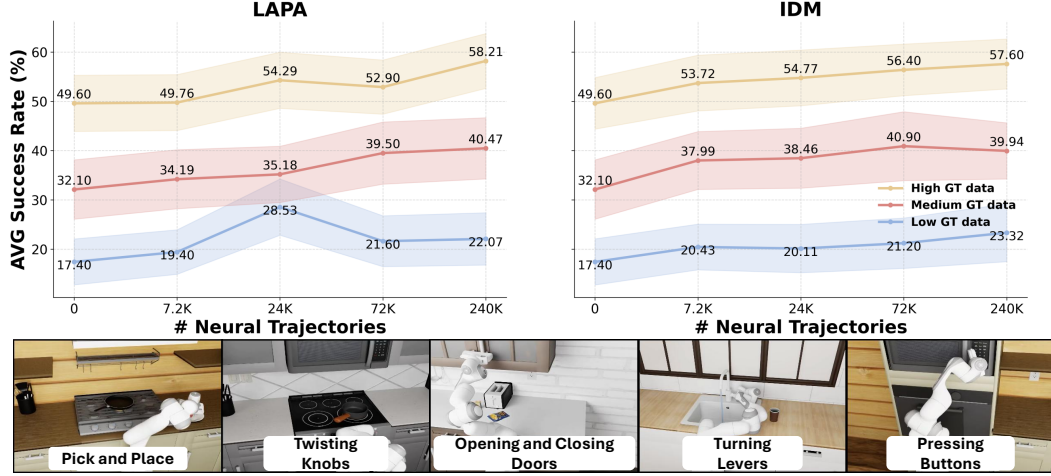 LAPA
IDM
AVG Success Rate (%)
60
50
40
30
20
49.60
49.76
54.29
52.90
58.21
32.10
34.19
35.18
39.50
40.47
17.40
19.40
28.53
21.60
22.07
0
7.2K
24K
72K
240K
# Neural Trajectories
60
50
40
30
20
49.60
53.72
54.77
56.40
57.60
32.10
37.99
38.46
40.90
39.94
17.40
20.43
20.11
21.20
23.32
High GT data
Medium GT data
Low GT data
0
7.2K
24K
72K
240K
# Neural Trajectories
Pick and Place
Twisting
Knobs
Opening and Closing
Doors
Turning
Levers
Pressing
Buttons